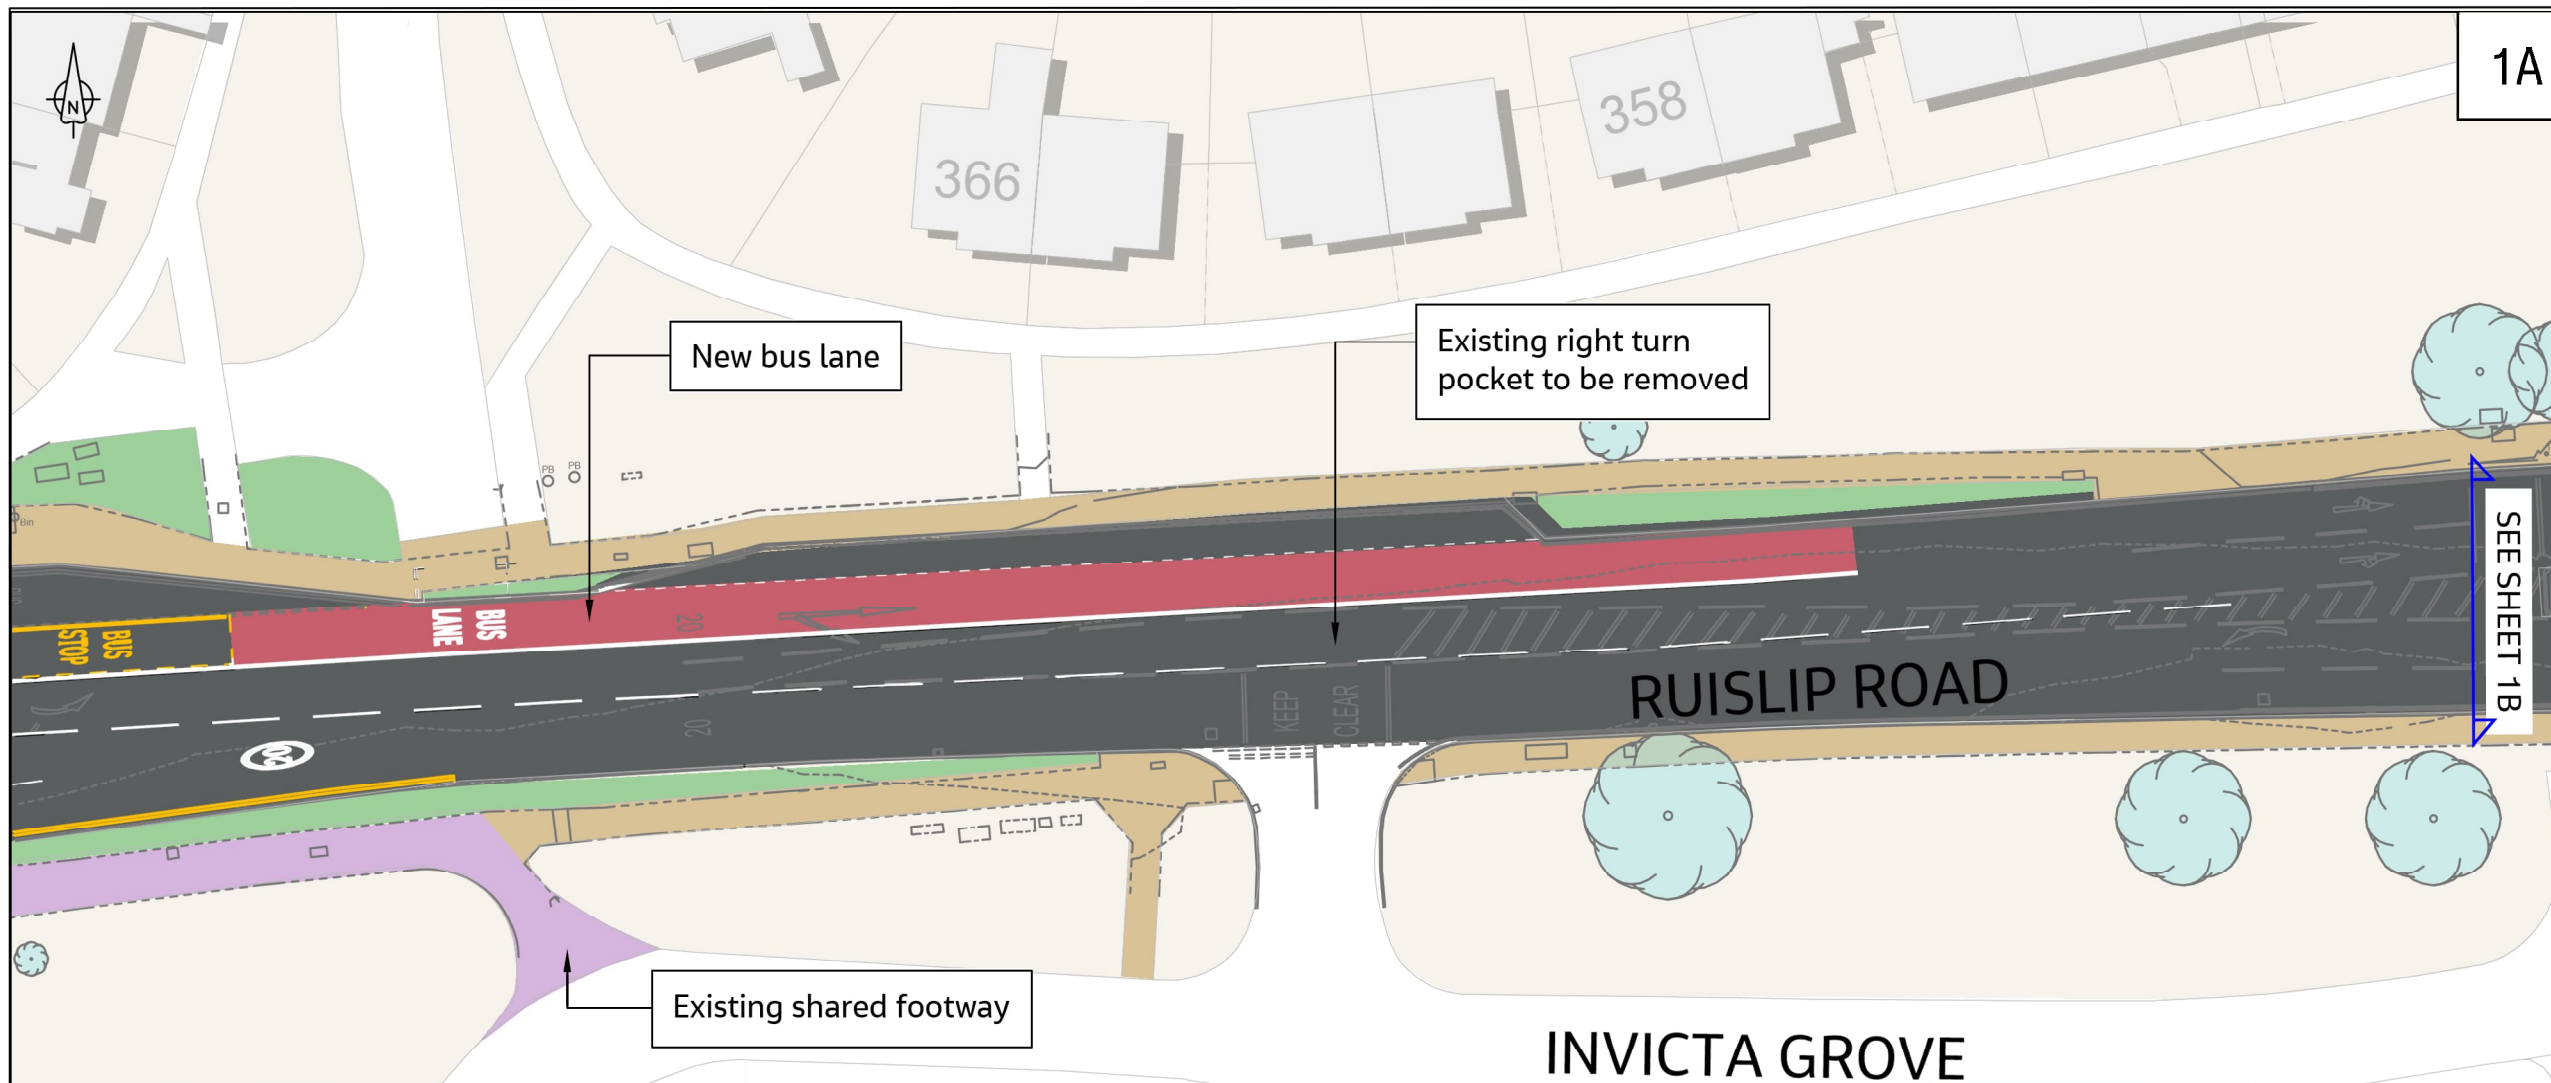 1A
N
366
358
New bus lane
Existing right turn
pocket to be removed
PB
PB
Bin
BUS
STOP
BUS
LANE
20
20
KEEP
CLEAR
RUISLIP ROAD
SEE SHEET 1B
Existing shared footway
INVICTA GROVE